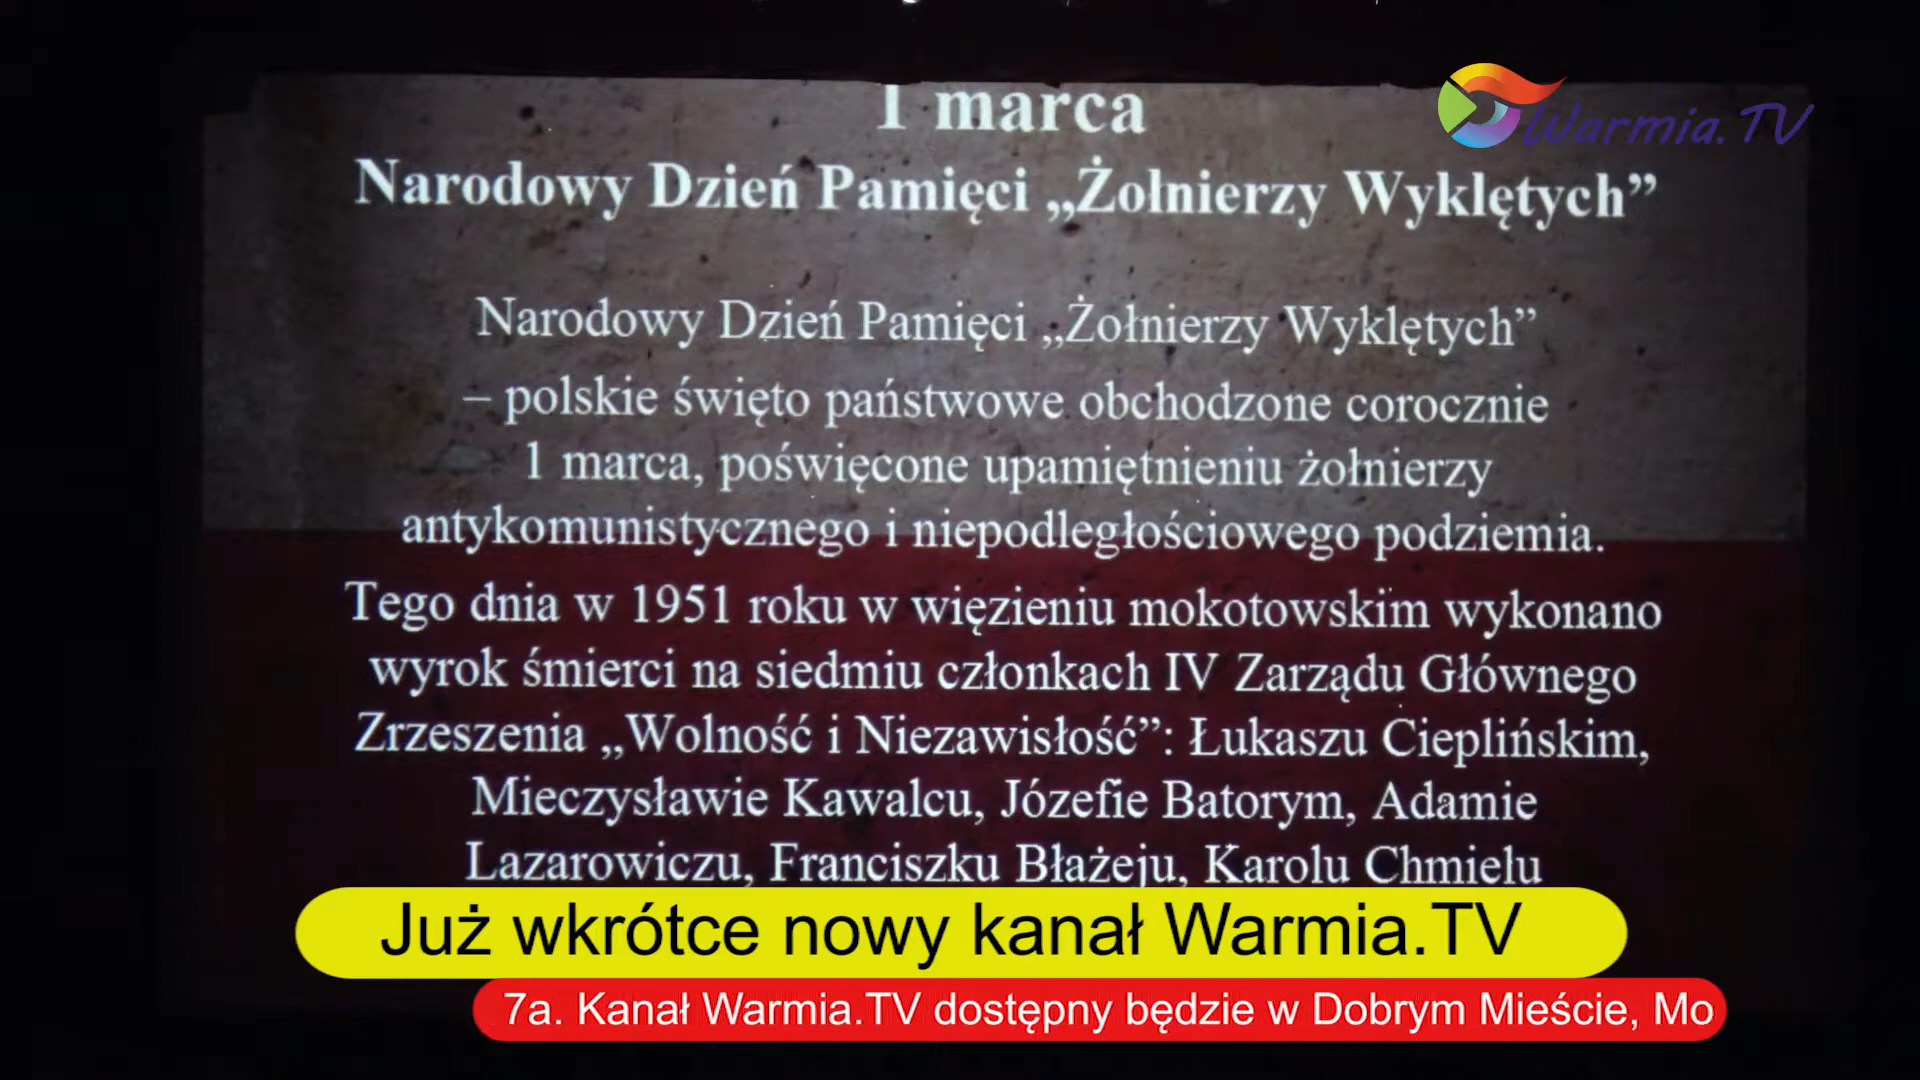 1 marca
Warmia.TV
Narodowy Dzień Pamięci „Żołnierzy Wyklętych”
Narodowy Dzień Pamięci „Żołnierzy Wyklętych”
– polskie święto państwowe obchodzone corocznie
1 marca, poświęcone upamiętnieniu żołnierzy
antykomunistycznego i niepodległościowego podziemia.
Tego dnia w 1951 roku w więzieniu mokotowskim wykonano
wyrok śmierci na siedmiu członkach IV Zarządu Głównego
Zrzeszenia „Wolność i Niezawisłość”: Łukaszu Cieplińskim,
Mieczysławie Kawalcu, Józefie Batorym, Adamie
Lazarowiczu, Franciszku Błażeju, Karolu Chmielu
Już wkrótce nowy kanał Warmia.TV
7a. Kanał Warmia.TV dostępny będzie w Dobrym Mieście, Mo